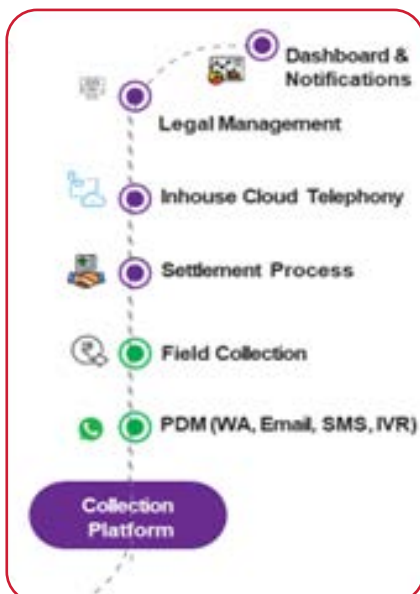 Dashboard &
Notifications
Legal Management
Inhouse Cloud Telephony
Settlement Process
Field Collection
PDM (WA, Email, SMS, IVR)
Collection
Platform